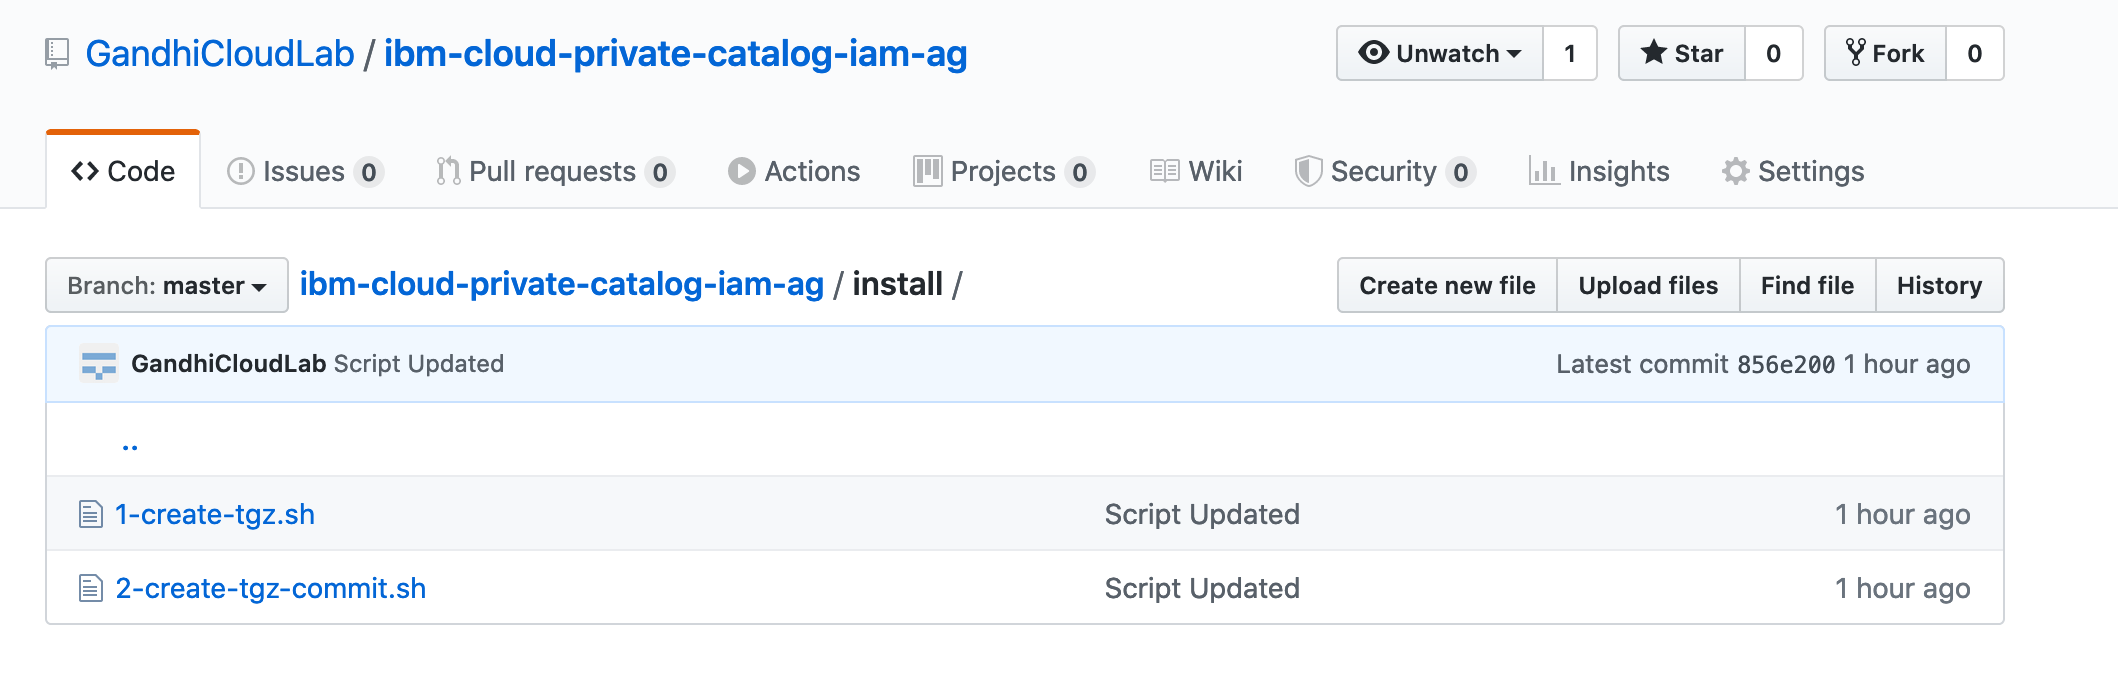 GandhiCloudLab / ibm-cloud-private-catalog-iam-ag Unwatch 1 Star 0 Fork 0
Code Issues 0 Pull requests 0 Actions Projects 0 Wiki Security 0 Insights Settings
Branch: master ibm-cloud-private-catalog-iam-ag / install / Create new file Upload files Find file History
GandhiCloudLab Script Updated Latest commit 856e200 1 hour ago
..
1-create-tgz.sh Script Updated 1 hour ago
2-create-tgz-commit.sh Script Updated 1 hour ago